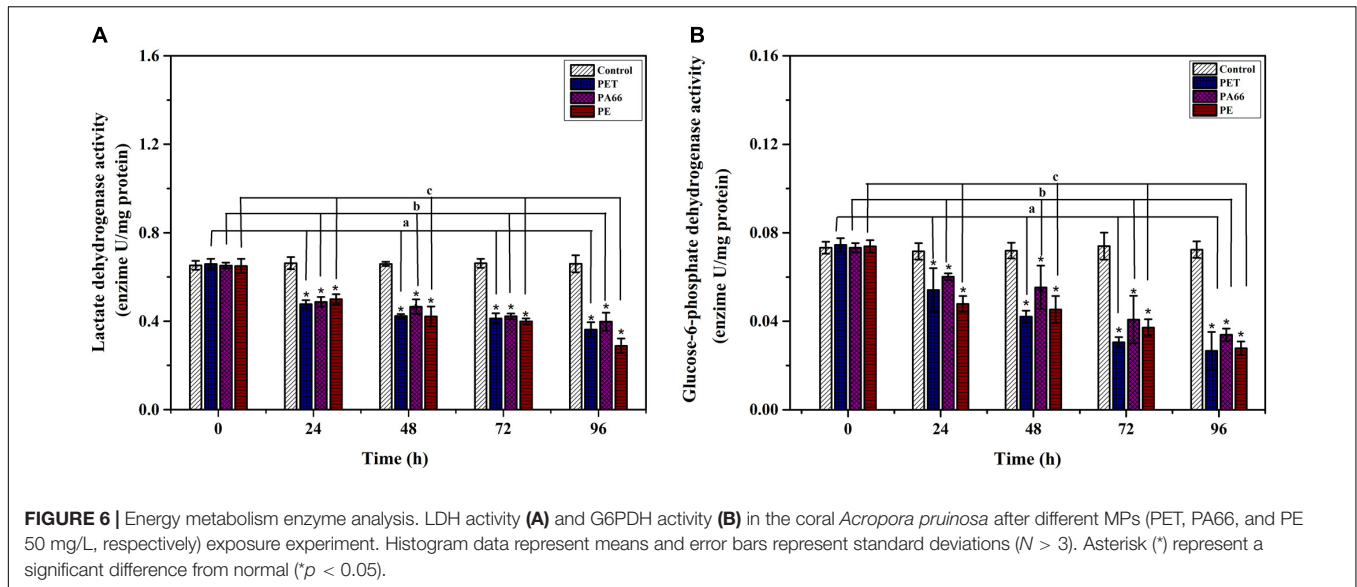 A
Lactate dehydrogenase activity
(enzime U/mg protein)
1.6
1.2
0.8
0.4
0.0
Control
PET
PA66
PE
c
b
a
* * *
* * *
* * *
* * *
0 24 48 72 96
Time (h)
B
Glucose-6-phosphate dehydrogenase activity
(enzime U/mg protein)
0.16
0.12
0.08
0.04
0.00
Control
PET
PA66
PE
c
b
a
* * *
* * *
* * *
* * *
0 24 48 72 96
Time (h)
FIGURE 6 | Energy metabolism enzyme analysis. LDH activity (A) and G6PDH activity (B) in the coral Acropora pruinosa after different MPs (PET, PA66, and PE
50 mg/L, respectively) exposure experiment. Histogram data represent means and error bars represent standard deviations (N > 3). Asterisk (*) represent a
significant difference from normal (*p < 0.05).